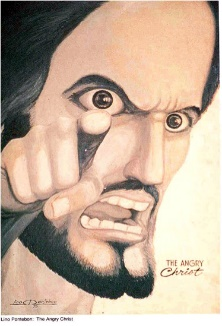 THE ANGRY
Christ
Lino Pontebon: The Angry Christ